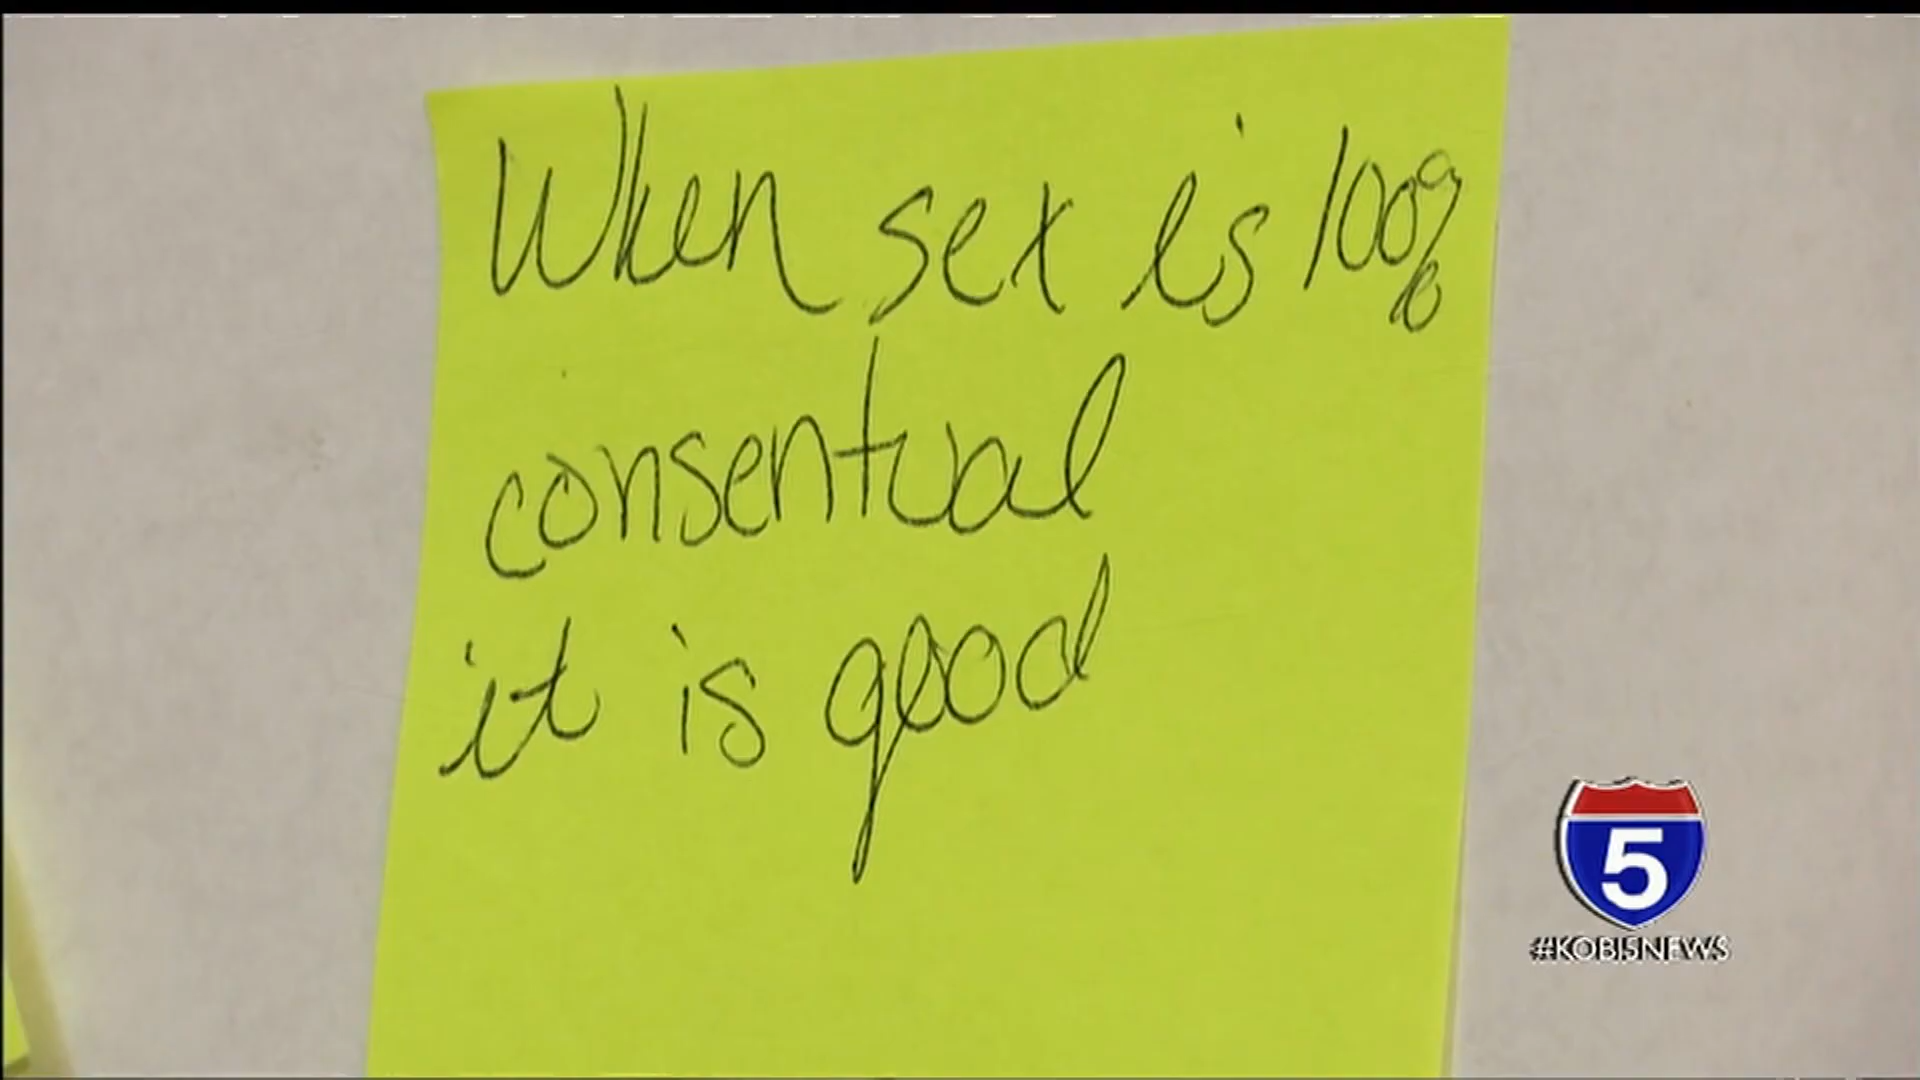 When sex is 100%
consentual
it is good
5
#KOBI5NEWS